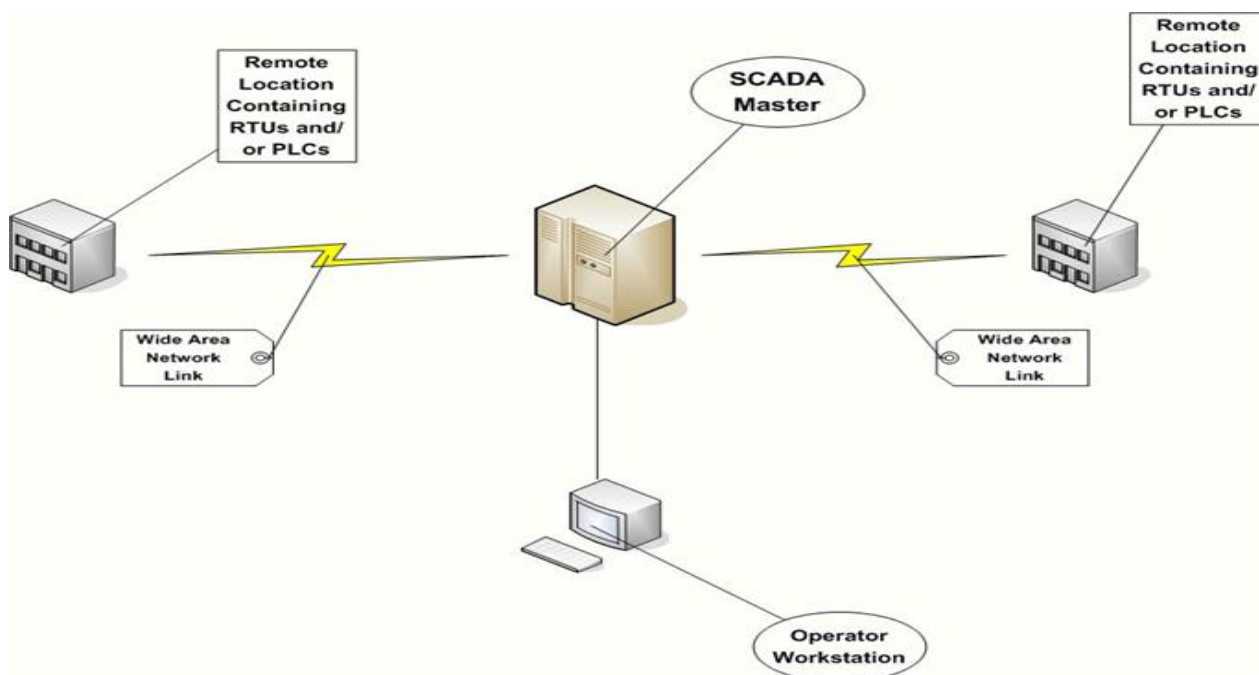 Remote
Location
Containing
RTUs and/
or PLCs
SCADA
Master
Remote
Location
Containing
RTUs and/
or PLCs
Wide Area
Network
Link
Wide Area
Network
Link
Operator
Workstation